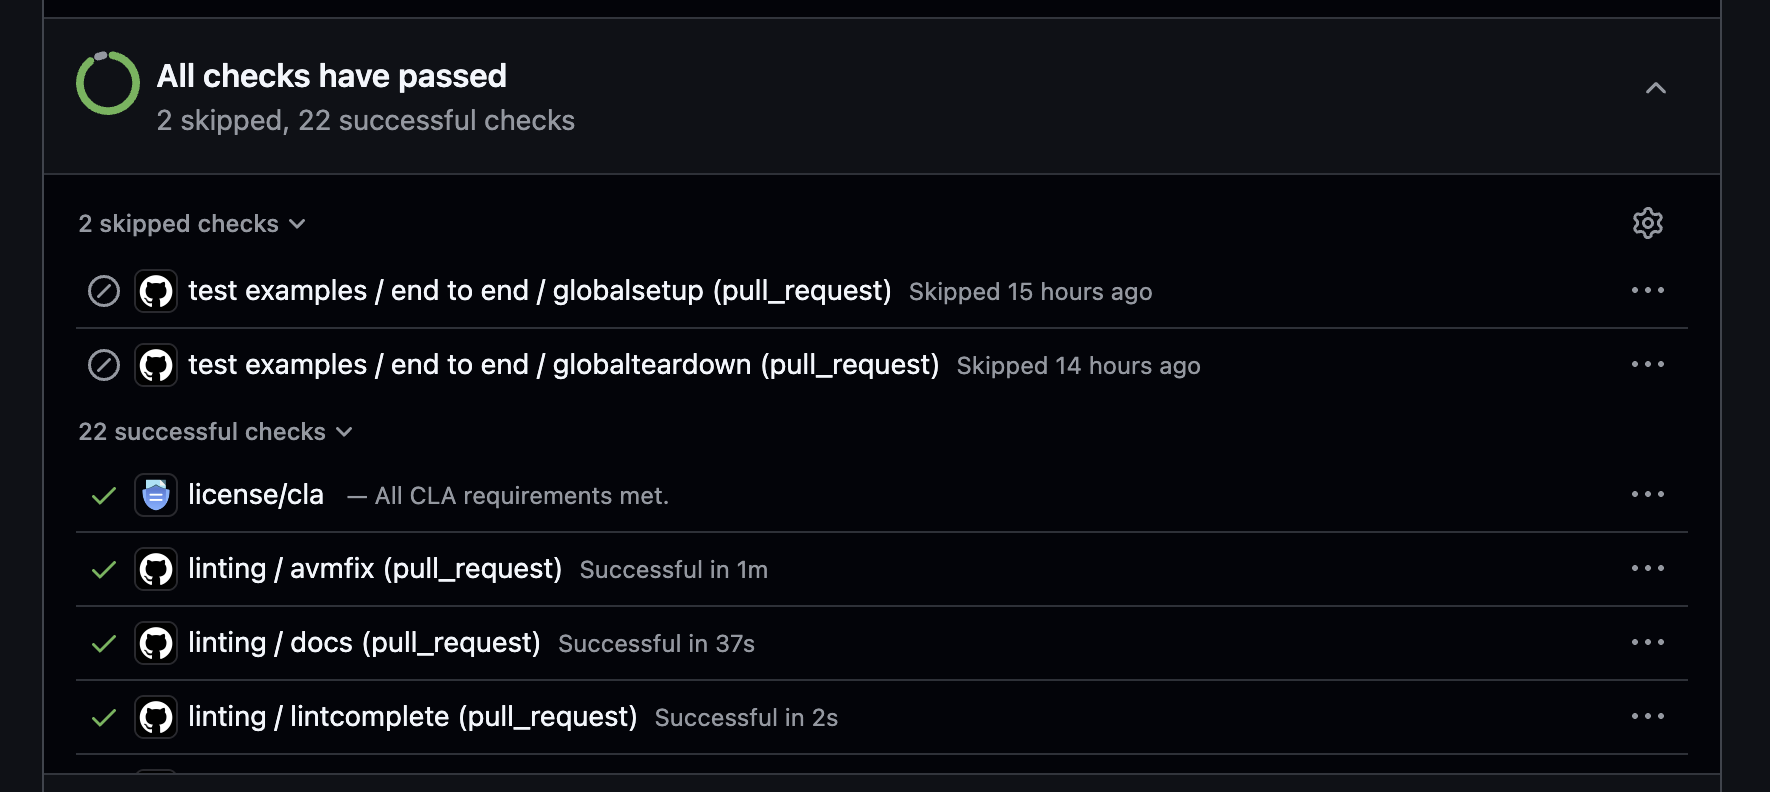 All checks have passed
2 skipped, 22 successful checks
2 skipped checks
test examples / end to end / globalsetup (pull_request) Skipped 15 hours ago
test examples / end to end / globalteardown (pull_request) Skipped 14 hours ago
22 successful checks
license/cla — All CLA requirements met.
linting / avmfix (pull_request) Successful in 1m
linting / docs (pull_request) Successful in 37s
linting / lintcomplete (pull_request) Successful in 2s